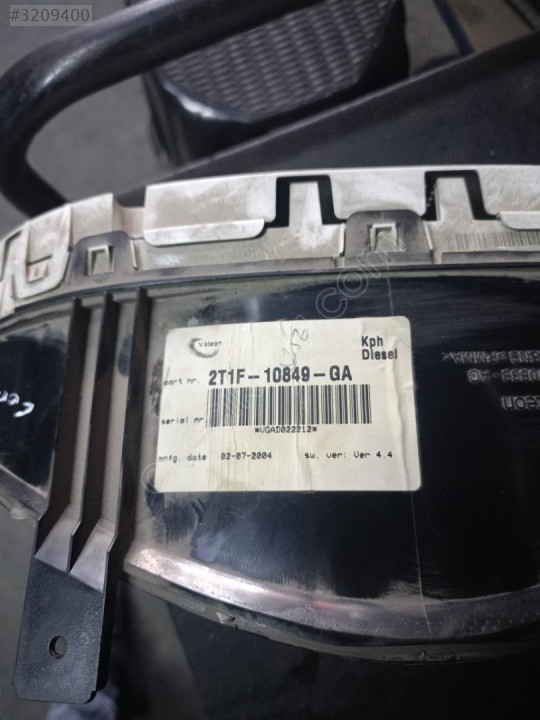 #3209400
Visteon
Kph
Diesel
part nr. 2T1F-10849-GA
serial nr
*VGAD022212*
mnfg. date 02-07-2004 sw. ver: Ver 4.4